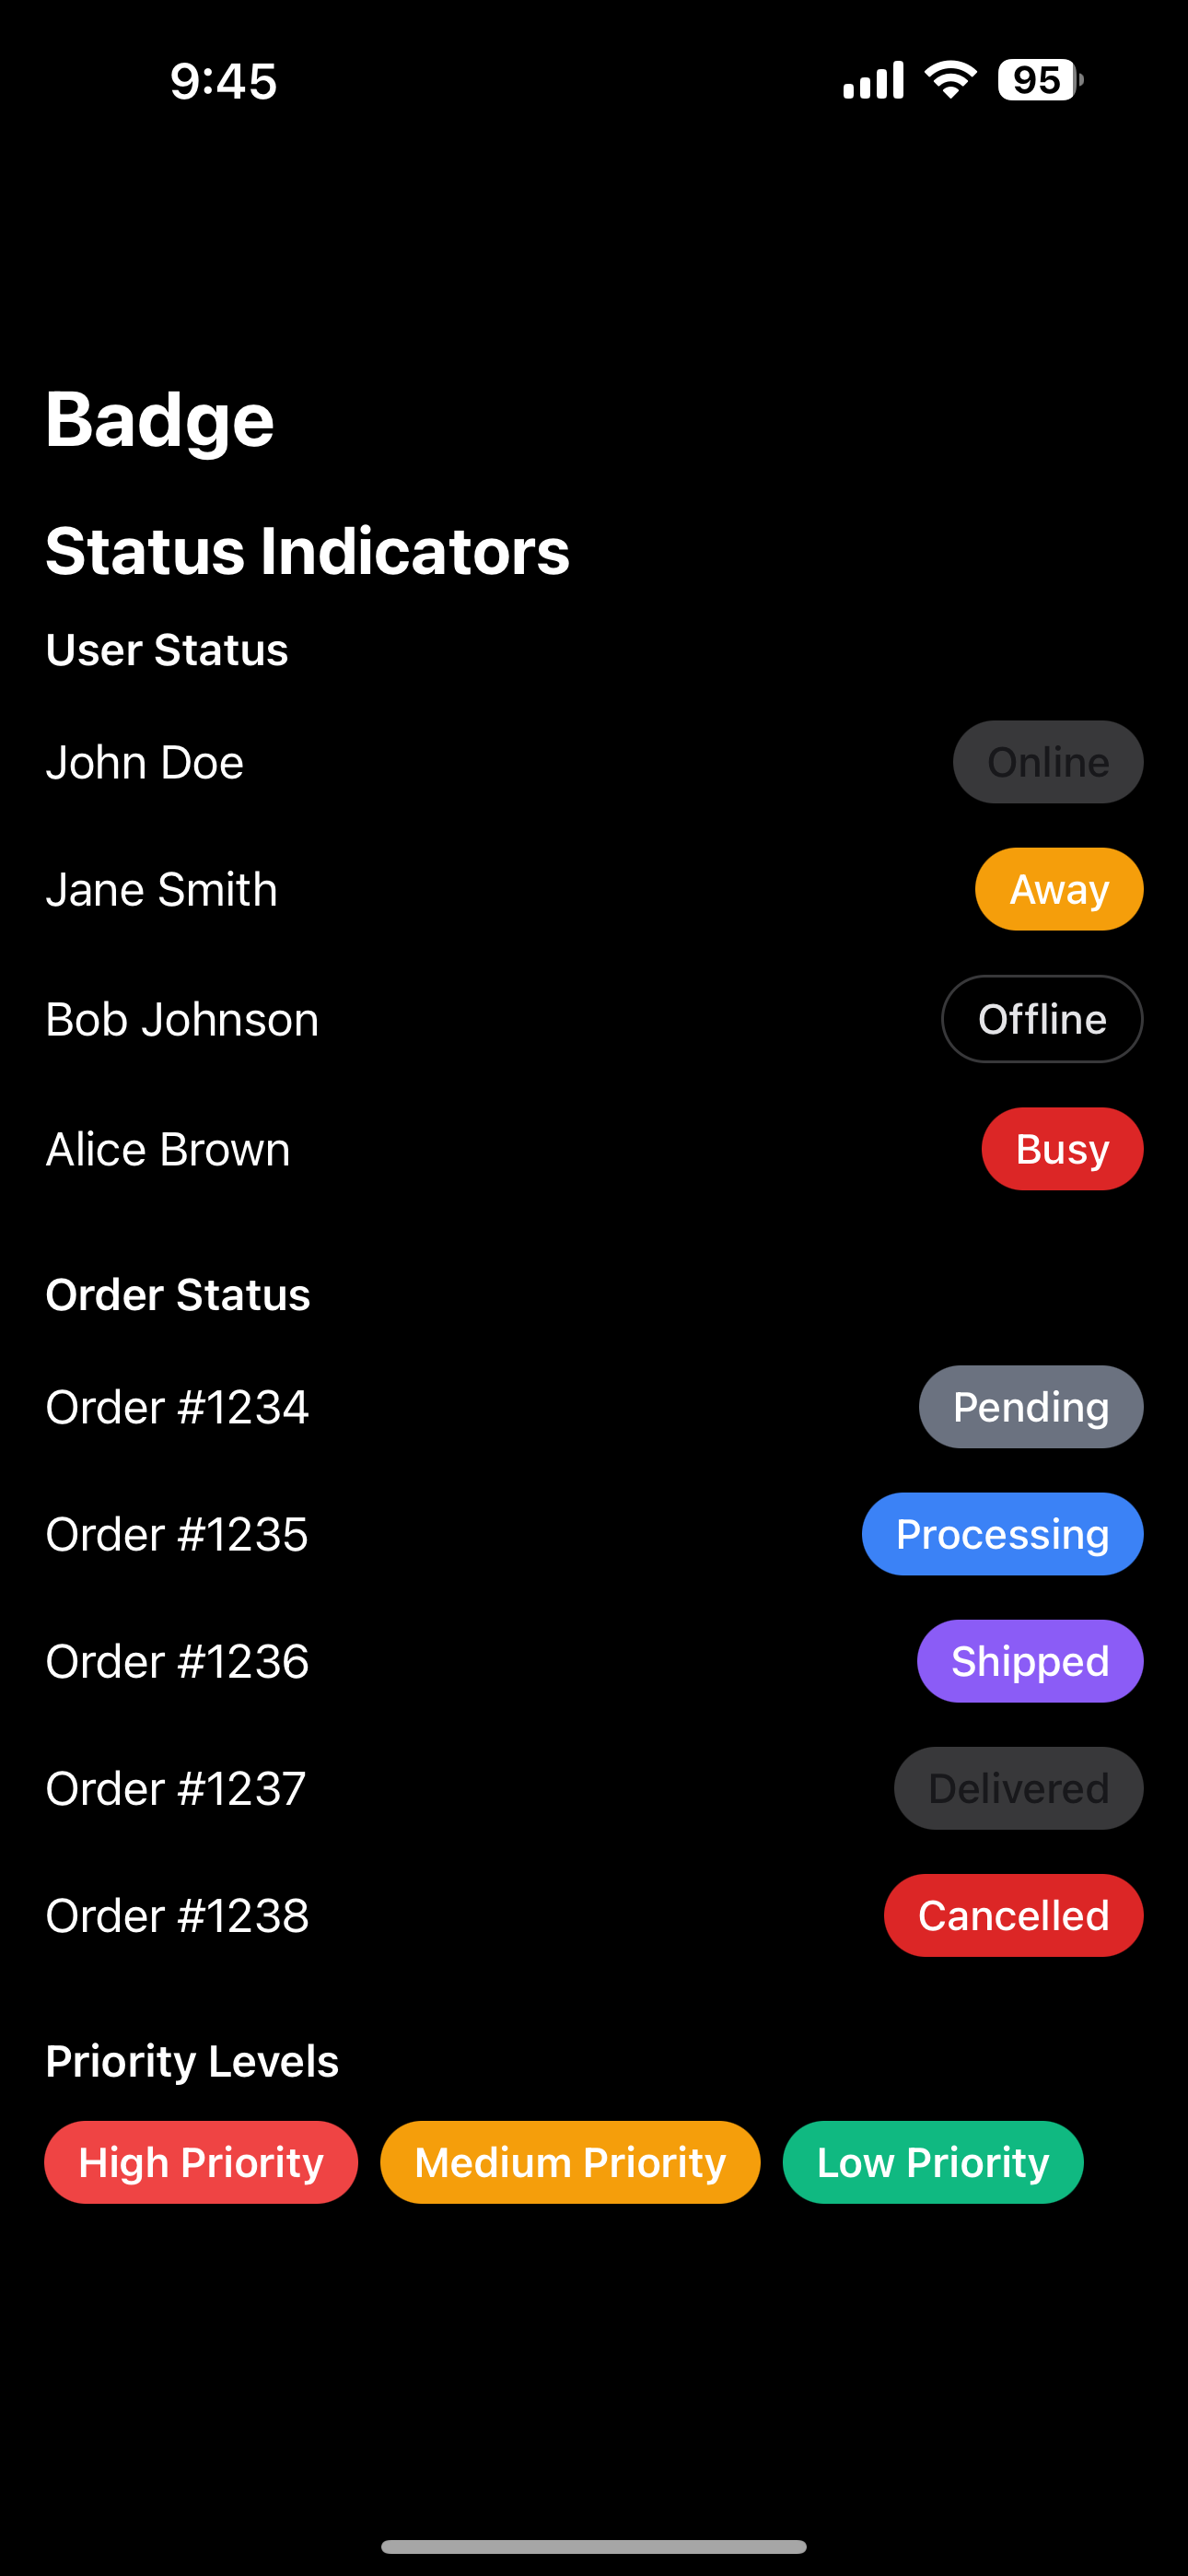 9:45
95
Badge
Status Indicators
User Status
John Doe Online
Jane Smith Away
Bob Johnson Offline
Alice Brown Busy
Order Status
Order #1234 Pending
Order #1235 Processing
Order #1236 Shipped
Order #1237 Delivered
Order #1238 Cancelled
Priority Levels
High Priority Medium Priority Low Priority